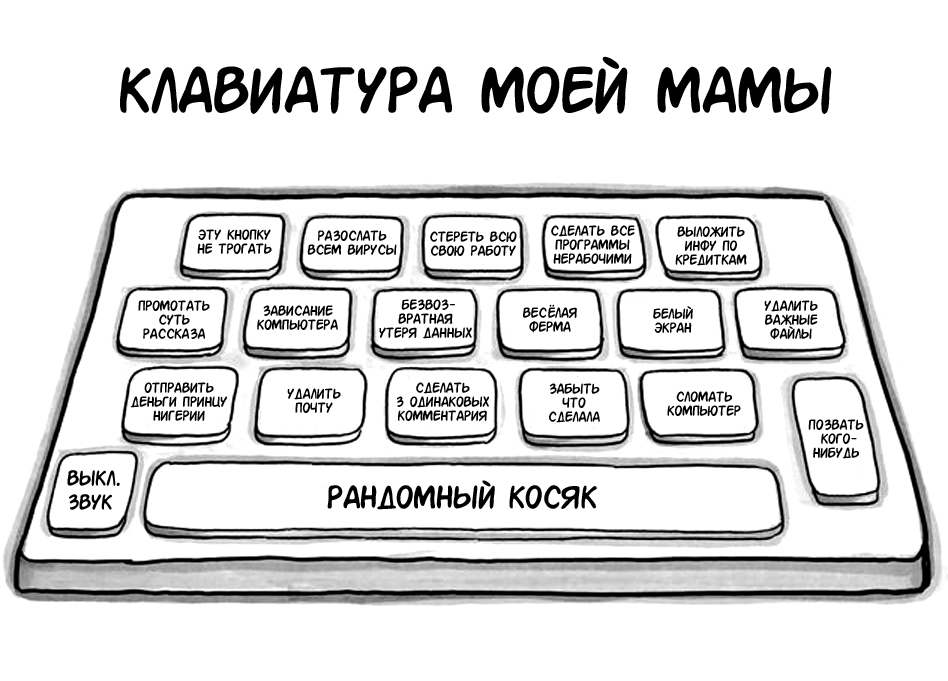 КЛАВИАТУРА МОЕЙ МАМЫ
ЭТУ КНОПКУ
НЕ ТРОГАТЬ
РАЗОСЛАТЬ
ВСЕМ ВИРУСЫ
СТЕРЕТЬ ВСЮ
СВОЮ РАБОТУ
СДЕЛАТЬ ВСЕ
ПРОГРАММЫ
НЕРАБОЧИМИ
ВЫЛОЖИТЬ
ИНФУ ПО
КРЕДИТКАМ
ПРОМОТАТЬ
СУТЬ
РАССКАЗА
ЗАВИСАНИЕ
КОМПЬЮТЕРА
БЕЗВОЗ-
ВРАТНАЯ
УТЕРЯ ДАННЫХ
ВЕСЁЛАЯ
ФЕРМА
БЕЛЫЙ
ЭКРАН
УДАЛИТЬ
ВАЖНЫЕ
ФАЙЛЫ
ОТПРАВИТЬ
ДЕНЬГИ ПРИНЦУ
НИГЕРИИ
УДАЛИТЬ
ПОЧТУ
СДЕЛАТЬ
3 ОДИНАКОВЫХ
КОММЕНТАРИЯ
ЗАБЫТЬ
ЧТО
СДЕЛАЛА
СЛОМАТЬ
КОМПЬЮТЕР
ПОЗВАТЬ
КОГО-
НИБУДЬ
ВЫКЛ.
ЗВУК
РАНДОМНЫЙ КОСЯК